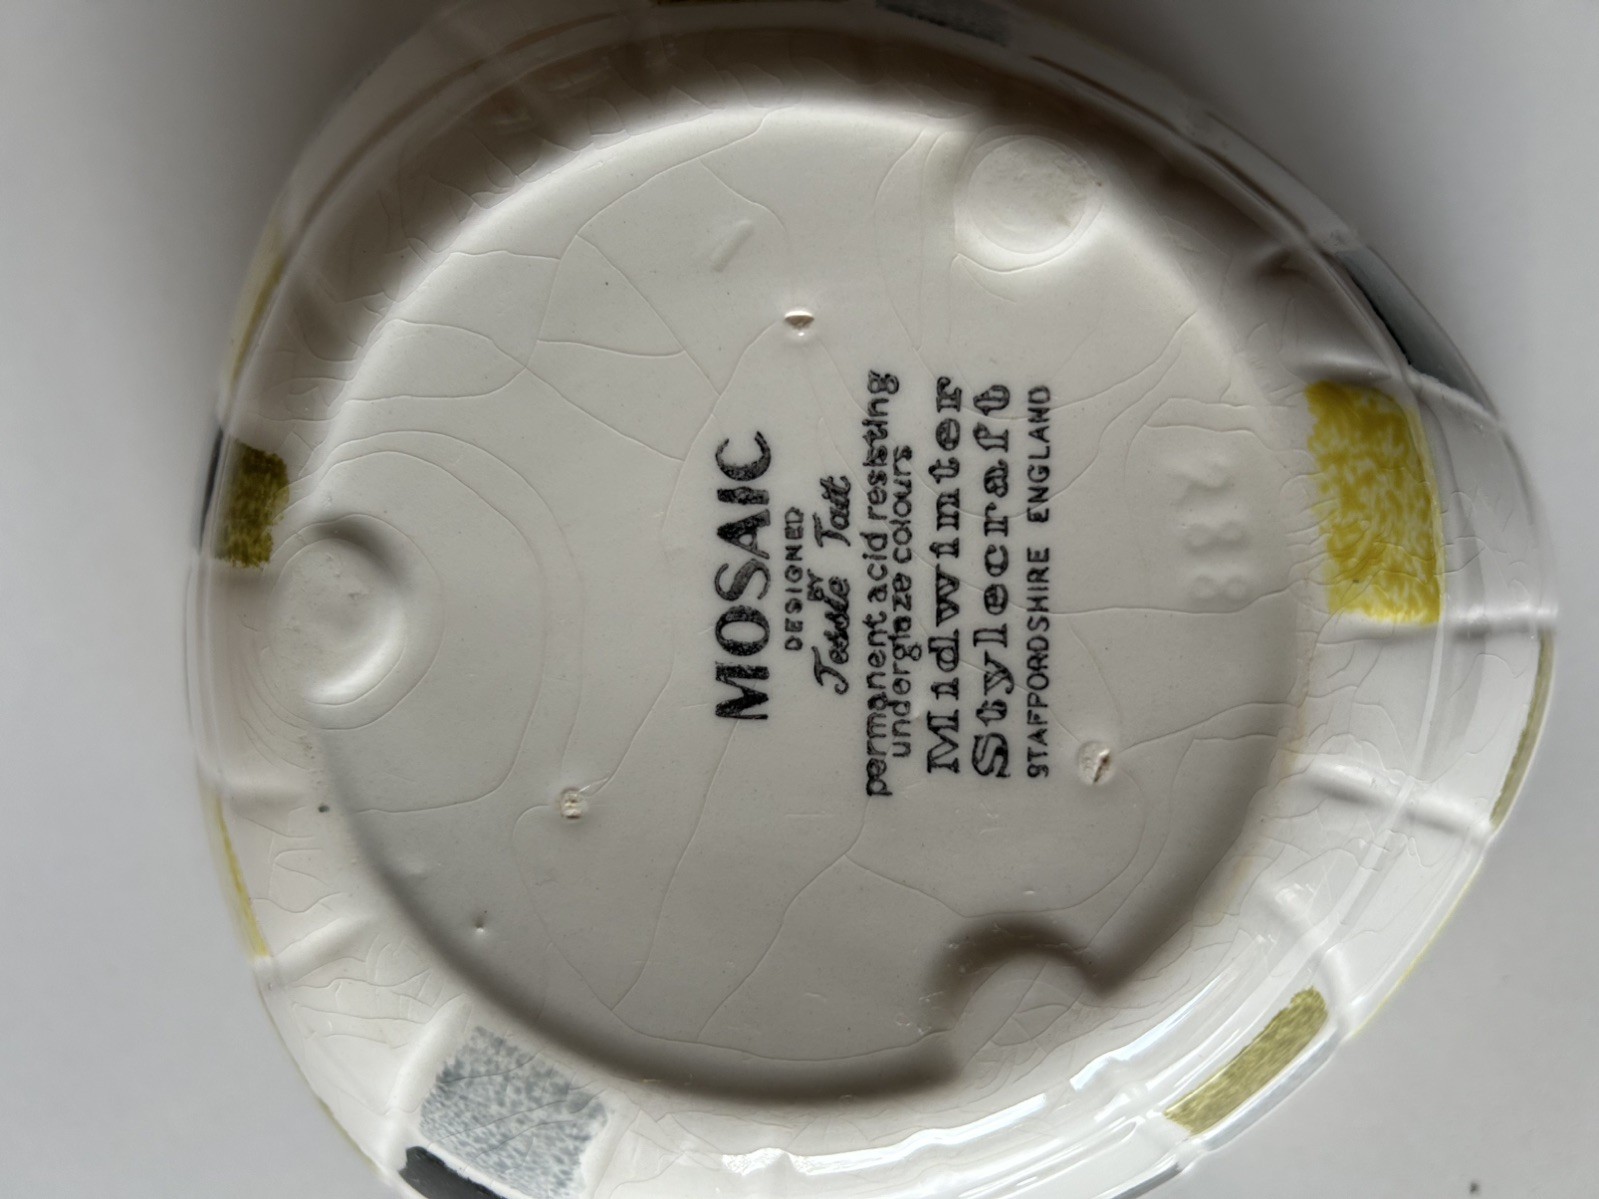 MOSAIC
DESIGNED
BY
Jessie Tait
permanent acid resisting
underglaze colours
Midwinter
Stylecraft
STAFFORDSHIRE ENGLAND